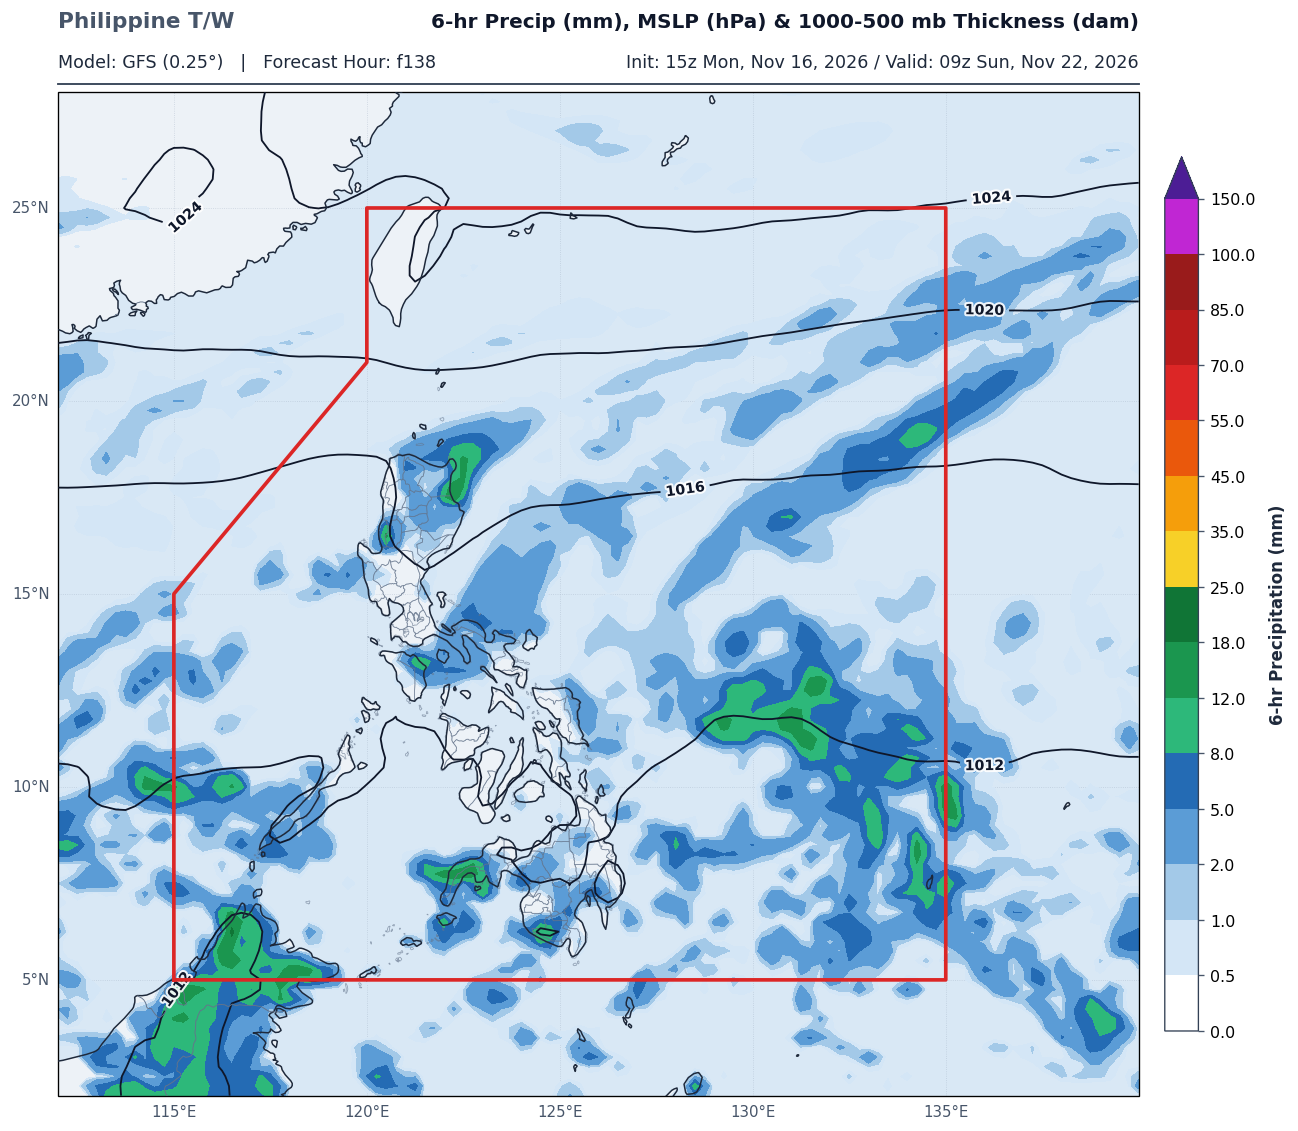 Philippine T/W
6-hr Precip (mm), MSLP (hPa) & 1000-500 mb Thickness (dam)
Model: GFS (0.25°) | Forecast Hour: f138
Init: 15z Mon, Nov 16, 2026 / Valid: 09z Sun, Nov 22, 2026
25°N
20°N
15°N
10°N
5°N
115°E
120°E
125°E
130°E
135°E
1024
1024
1020
1016
1012
1012
150.0
100.0
85.0
70.0
55.0
45.0
35.0
25.0
18.0
12.0
8.0
5.0
2.0
1.0
0.5
0.0
6-hr Precipitation (mm)